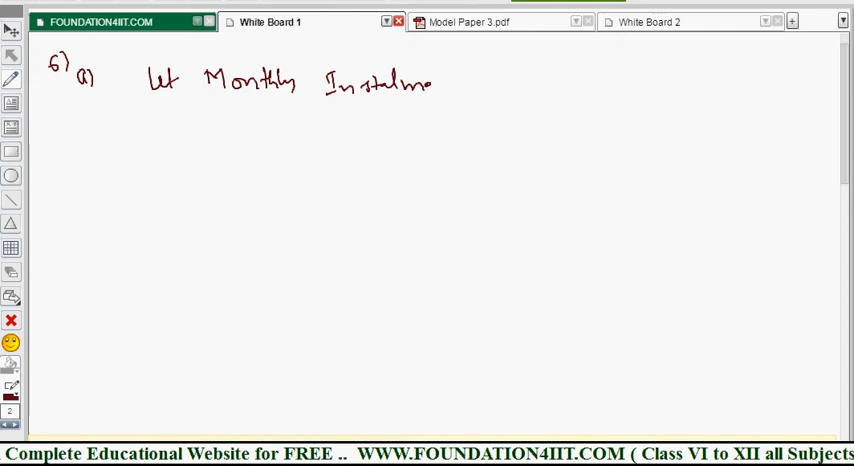 FOUNDATION4IIT.COM White Board 1 Model Paper 3.pdf White Board 2
6)
a) Let Monthly Instalme
2
Complete Educational Website for FREE .. WWW.FOUNDATION4IIT.COM ( Class VI to XII all Subjects